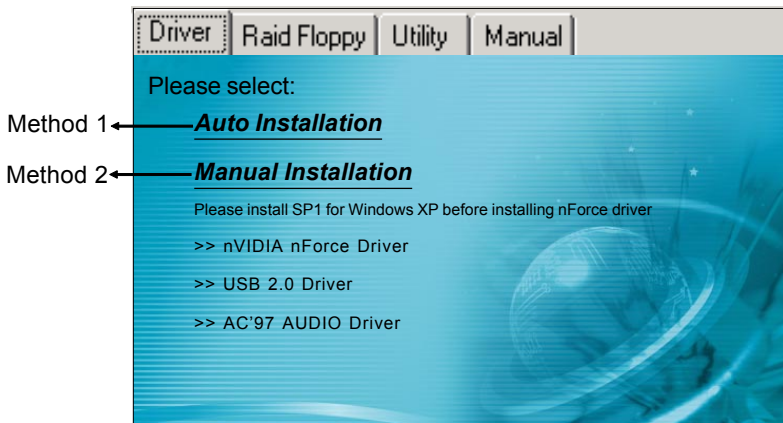 Driver Raid Floppy Utility Manual
Please select:
Method 1 Auto Installation
Method 2 Manual Installation
Please install SP1 for Windows XP before installing nForce driver
>> nVIDIA nForce Driver
>> USB 2.0 Driver
>> AC'97 AUDIO Driver